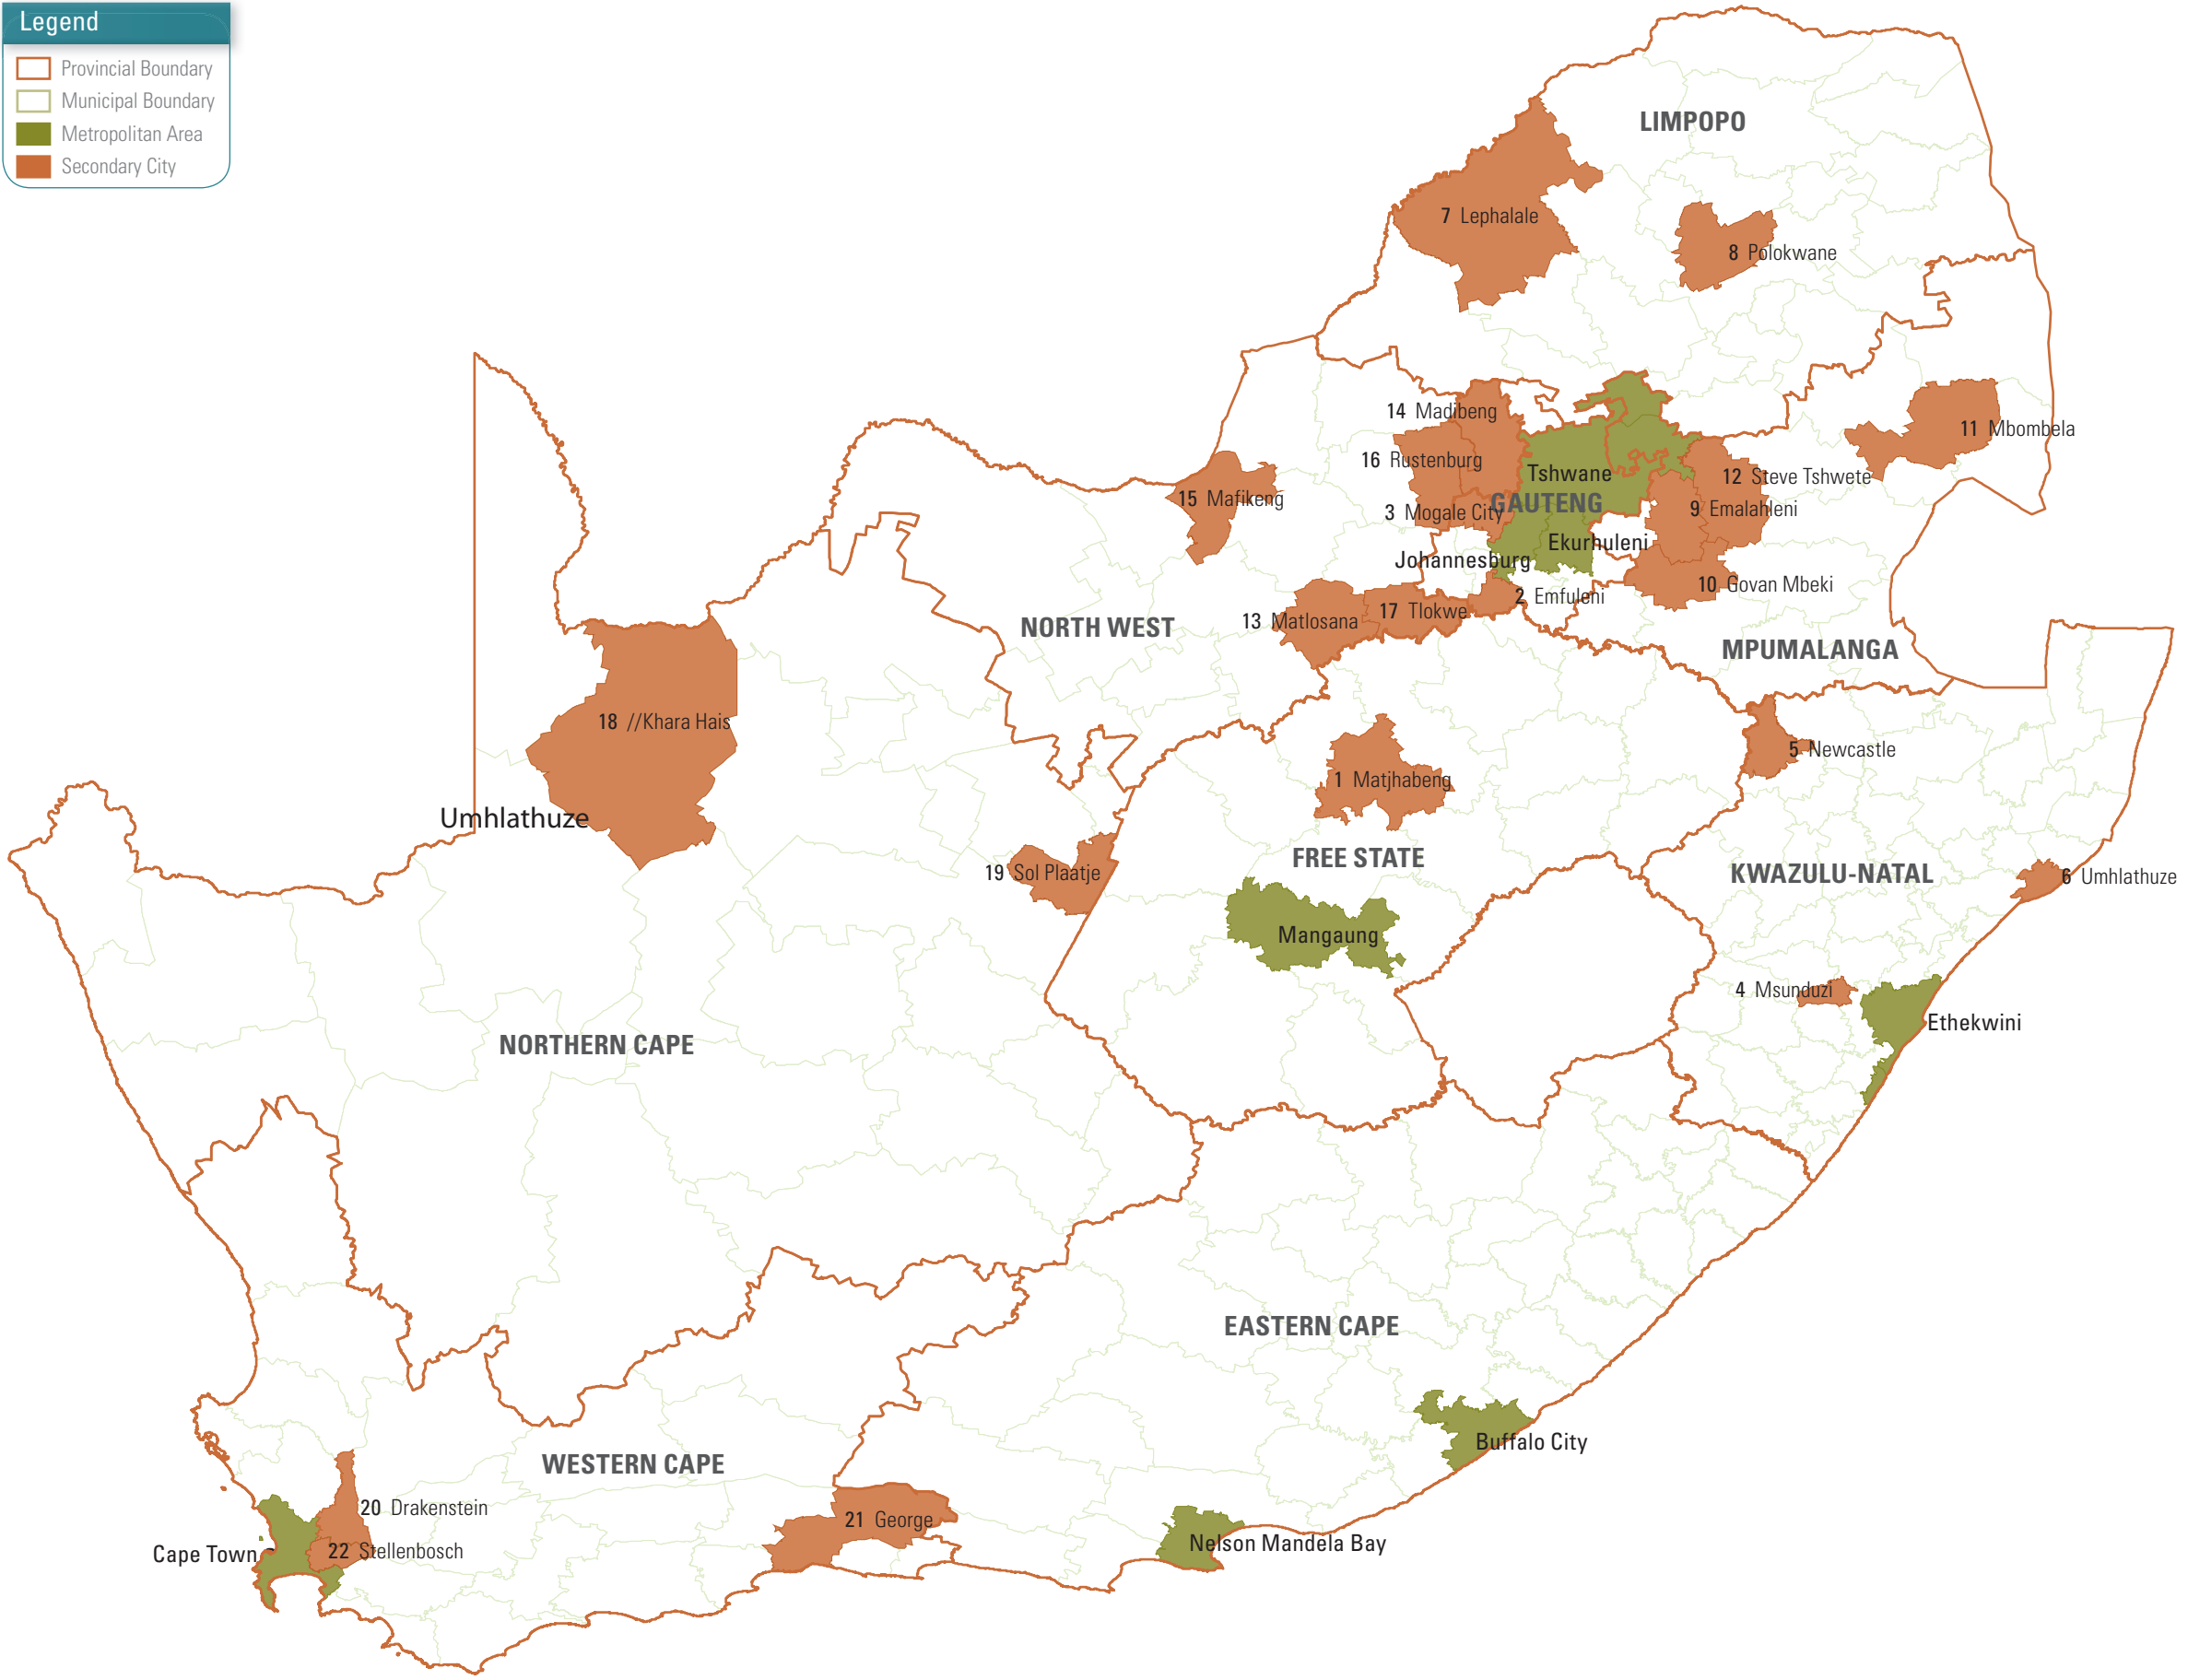 Legend
Provincial Boundary
Municipal Boundary
Metropolitan Area
Secondary City
LIMPOPO
7 Lephalale
8 Polokwane
14 Madibeng
11 Mbombela
16 Rustenburg
Tshwane
12 Steve Tshwete
15 Mafikeng
GAUTENG
3 Mogale City
9 Emalahleni
Ekurhuleni
Johannesburg
10 Govan Mbeki
2 Emfuleni
17 Tlokwe
13 Matlosana
NORTH WEST
MPUMALANGA
18 //Khara Hais
5 Newcastle
1 Matjhabeng
Umhlathuze
FREE STATE
19 Sol Plaatje
KWAZULU-NATAL
6 Umhlathuze
Mangaung
4 Msunduzi
Ethekwini
NORTHERN CAPE
EASTERN CAPE
Buffalo City
WESTERN CAPE
20 Drakenstein
21 George
Nelson Mandela Bay
Cape Town
22 Stellenbosch